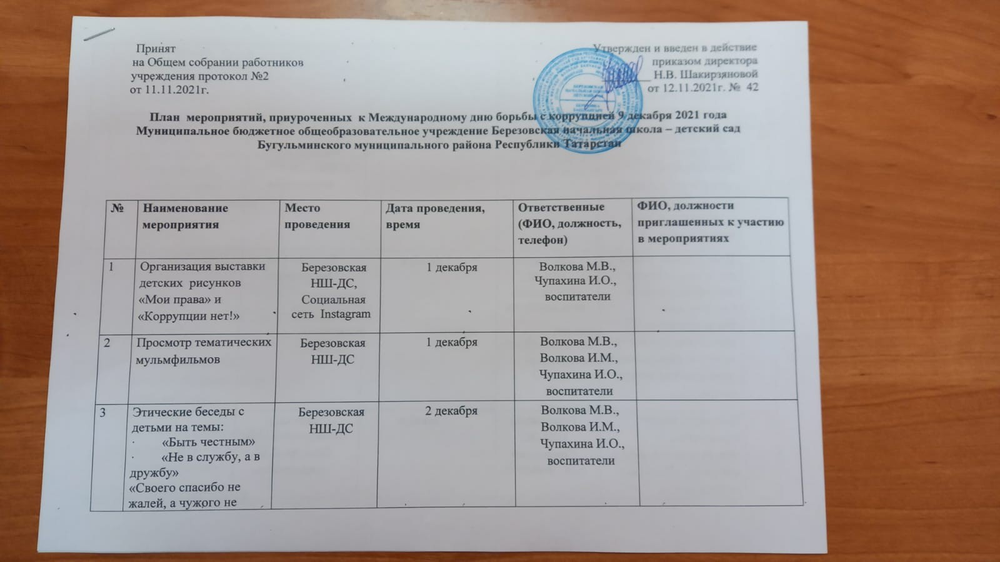 Принят
на Общем собрании работников
учреждения протокол №2
от 11.11.2021г.
Утвержден и введен в действие
приказом директора
Н.В. Шакирзяновой
от 12.11.2021г. № 42
План мероприятий, приуроченных к Международному дню борьбы с коррупцией 9 декабря 2021 года
Муниципальное бюджетное общеобразовательное учреждение Березовская начальная школа – детский сад
Бугульминского муниципального района Республики Татарстан
№
Наименование
мероприятия
Место
проведения
Дата проведения,
время
Ответственные
(ФИО, должность,
телефон)
ФИО, должности
приглашенных к участию
в мероприятиях
1
Организация выставки
детских рисунков
«Мои права» и
«Коррупции нет!»
Березовская
НШ-ДС,
Социальная
сеть Instagram
1 декабря
Волкова М.В.,
Чупахина И.О.,
воспитатели
2
Просмотр тематических
мульмфильмов
Березовская
НШ-ДС
1 декабря
Волкова М.В.,
Волкова И.М.,
Чупахина И.О.,
воспитатели
3
Этические беседы с
детьми на темы:
· «Быть честным»
· «Не в службу, а в
дружбу»
«Своего спасибо не
жалей, а чужого не
Березовская
НШ-ДС
2 декабря
Волкова М.В.,
Волкова И.М.,
Чупахина И.О.,
воспитатели